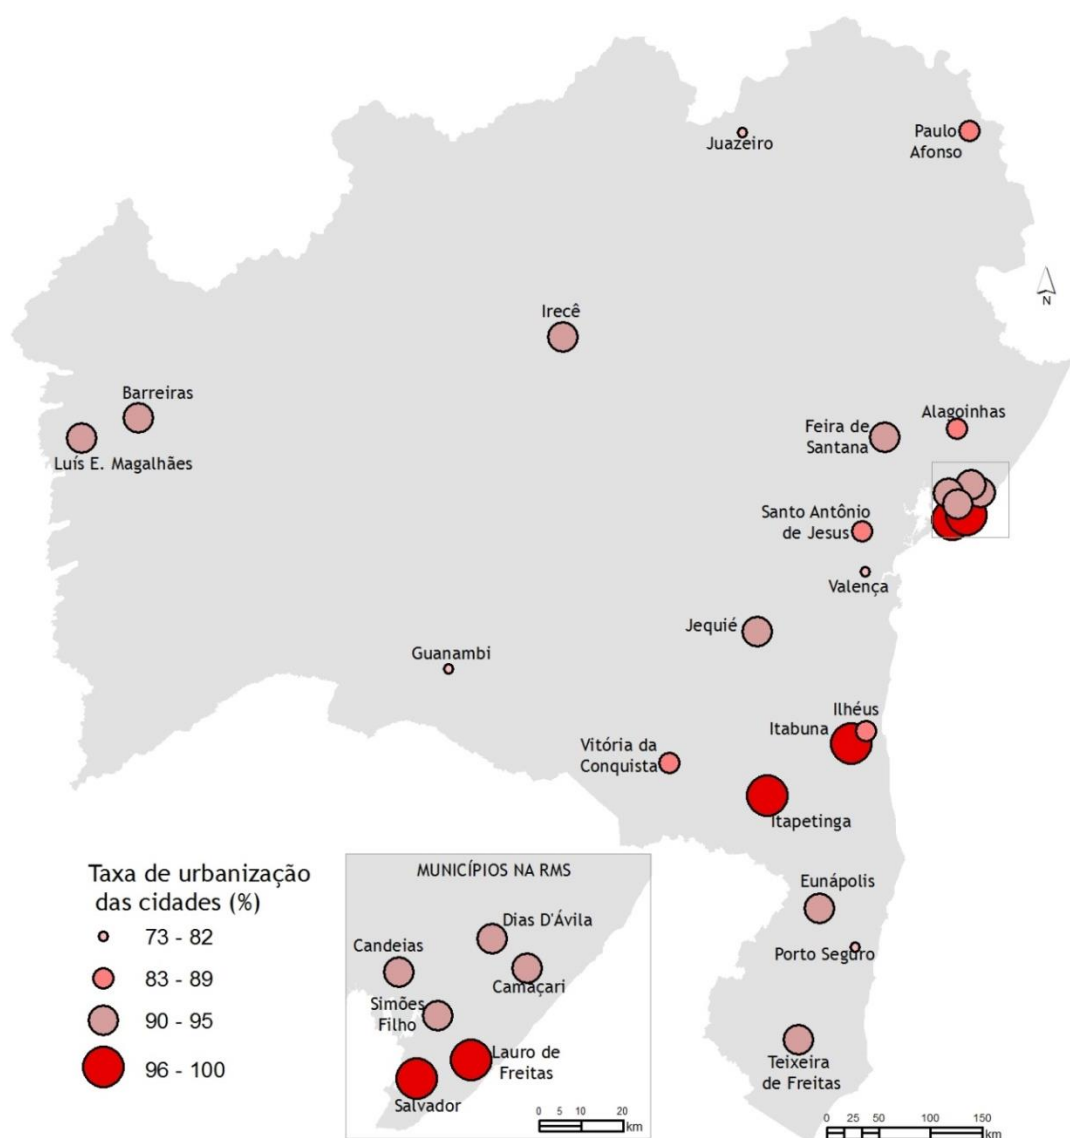 Juazeiro
Paulo
Afonso
N
Irecê
Barreiras
Luís E. Magalhães
Feira de
Santana
Alagoinhas
Santo Antônio
de Jesus
Valença
Jequié
Guanambi
Ilhéus
Itabuna
Vitória da
Conquista
Itapetinga
Eunápolis
Porto Seguro
Teixeira
de Freitas
Taxa de urbanização
das cidades (%)
73 - 82
83 - 89
90 - 95
96 - 100
MUNICÍPIOS NA RMS
Dias D'Ávila
Candeias
Camaçari
Simões
Filho
Lauro de
Freitas
Salvador
0 5 10 20
km
0 25 50 100 150
km